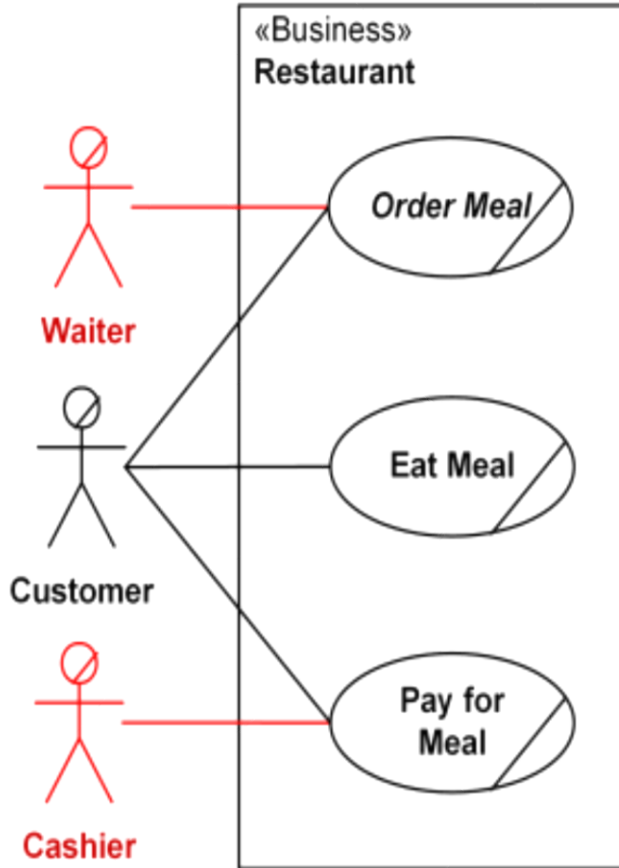 «Business»
Restaurant
Order Meal
Waiter
Eat Meal
Customer
Pay for
Meal
Cashier